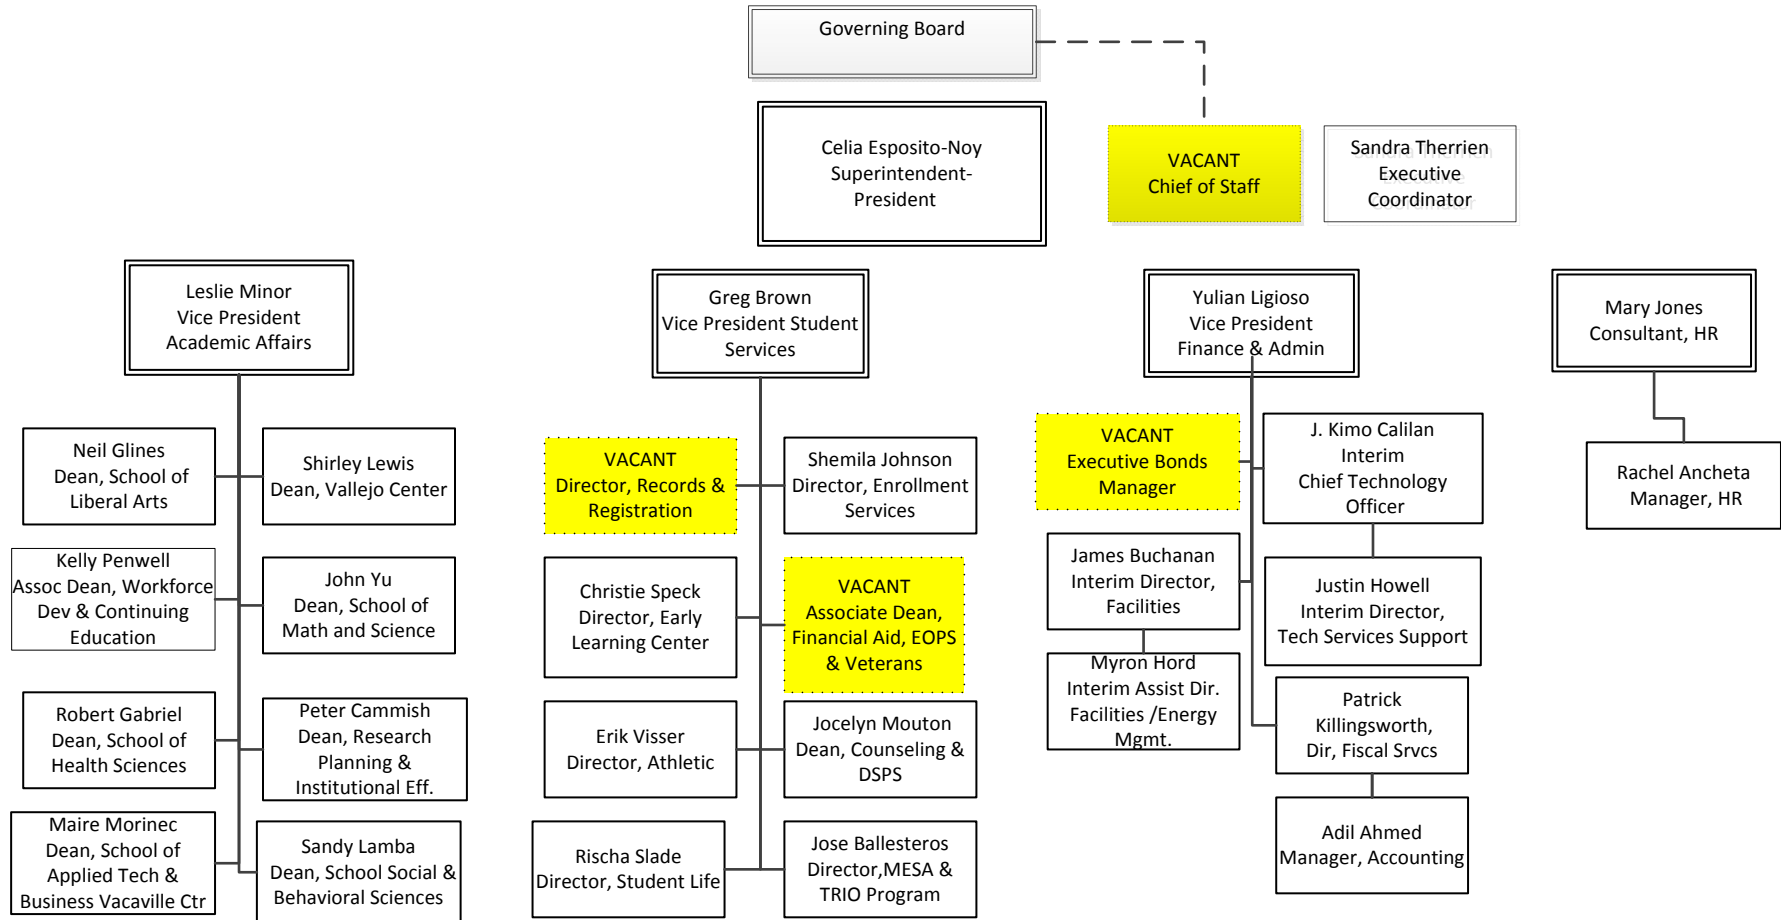 Governing Board
Celia Esposito-Noy
Superintendent-
President
VACANT
Chief of Staff
Sandra Therrien
Executive
Coordinator
Leslie Minor
Vice President
Academic Affairs
Greg Brown
Vice President Student
Services
Yulian Ligioso
Vice President
Finance & Admin
Mary Jones
Consultant, HR
Neil Glines
Dean, School of
Liberal Arts
Shirley Lewis
Dean, Vallejo Center
Kelly Penwell
Assoc Dean, Workforce
Dev & Continuing
Education
John Yu
Dean, School of
Math and Science
Robert Gabriel
Dean, School of
Health Sciences
Peter Cammish
Dean, Research
Planning &
Institutional Eff.
Maire Morinec
Dean, School of
Applied Tech &
Business Vacaville Ctr
Sandy Lamba
Dean, School Social &
Behavioral Sciences
VACANT
Director, Records &
Registration
Shemila Johnson
Director, Enrollment
Services
Christie Speck
Director, Early
Learning Center
VACANT
Associate Dean,
Financial Aid, EOPS
& Veterans
Erik Visser
Director, Athletic
Jocelyn Mouton
Dean, Counseling &
DSPS
Rischa Slade
Director, Student Life
Jose Ballesteros
Director,MESA &
TRIO Program
VACANT
Executive Bonds
Manager
J. Kimo Calilan
Interim
Chief Technology
Officer
James Buchanan
Interim Director,
Facilities
Justin Howell
Interim Director,
Tech Services Support
Myron Hord
Interim Assist Dir.
Facilities /Energy
Mgmt.
Patrick
Killingsworth,
Dir, Fiscal Srvcs
Adil Ahmed
Manager, Accounting
Rachel Ancheta
Manager, HR